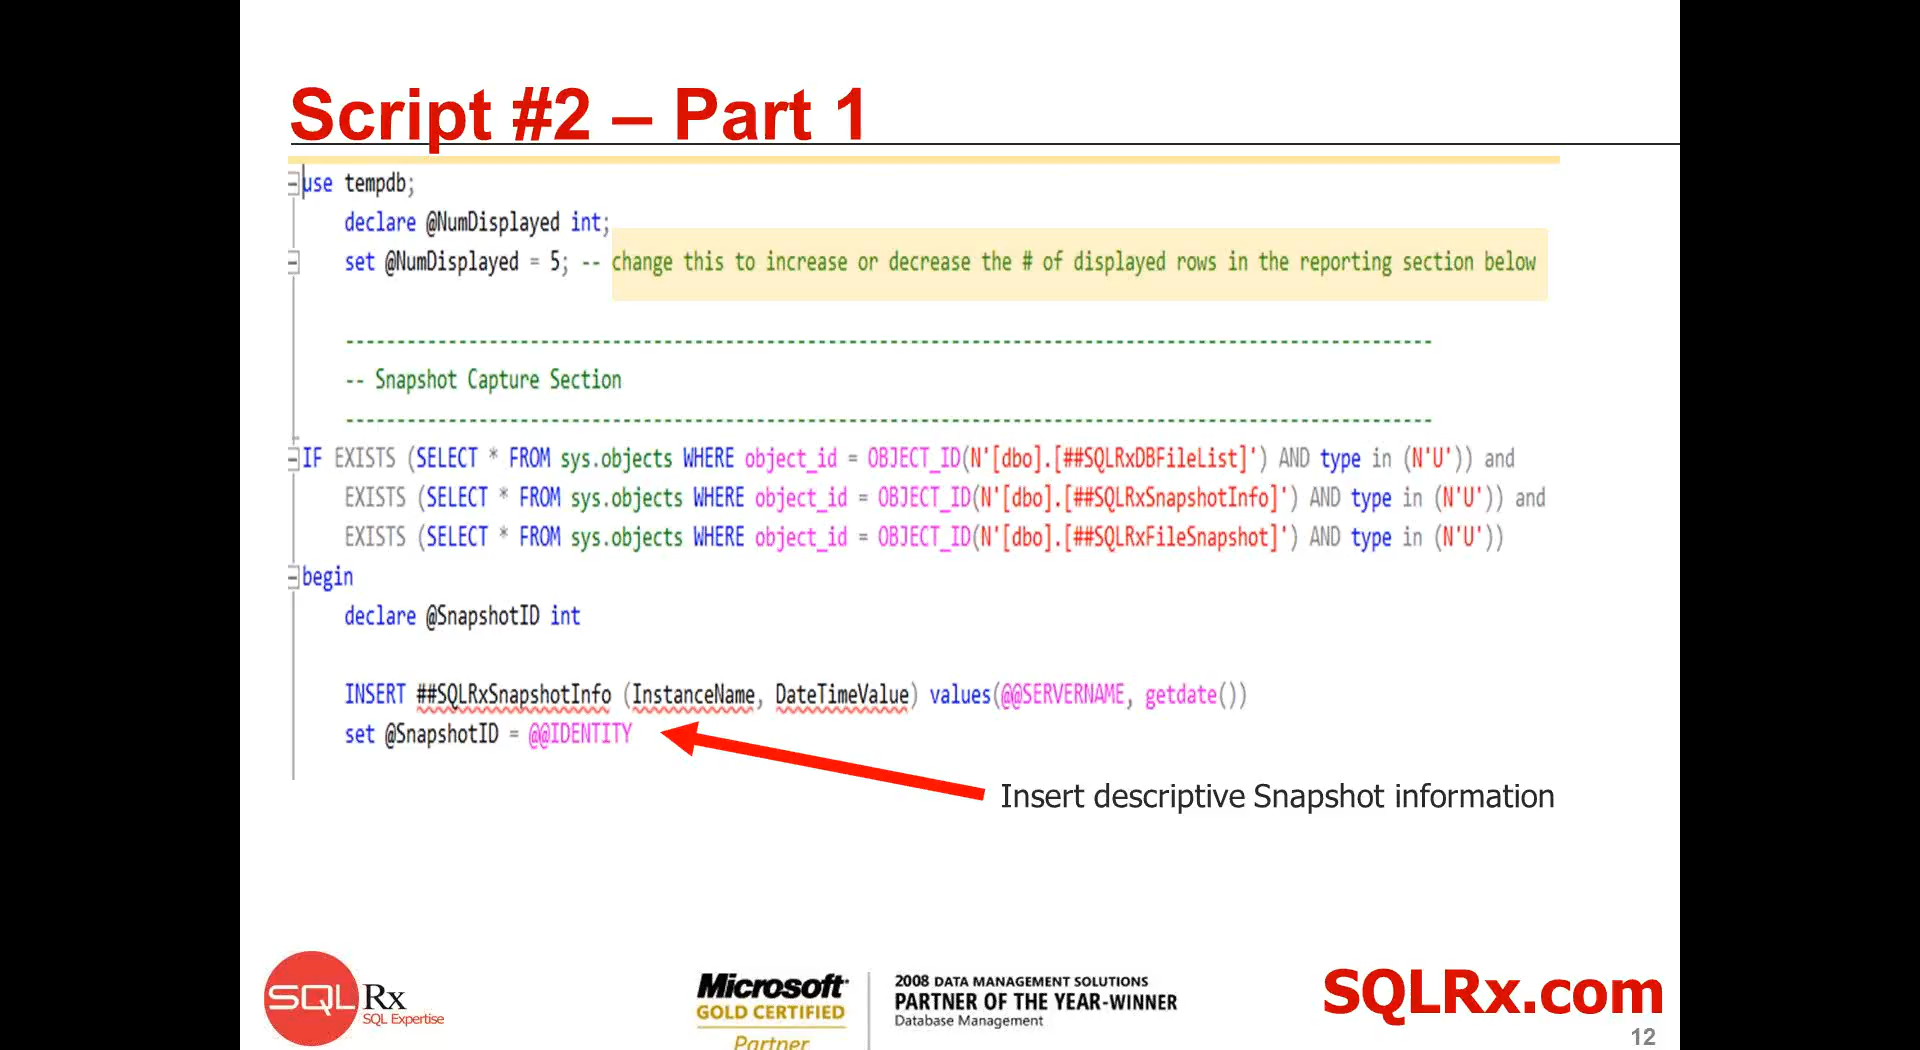 Script #2 – Part 1
use tempdb;
declare @NumDisplayed int;
set @NumDisplayed = 5; -- change this to increase or decrease the # of displayed rows in the reporting section below
----------------------------------------------------------------------------------------------------------
-- Snapshot Capture Section
----------------------------------------------------------------------------------------------------------
IF EXISTS (SELECT * FROM sys.objects WHERE object_id = OBJECT_ID(N'[dbo].[##SQLRxDBFileList]') AND type in (N'U')) and
EXISTS (SELECT * FROM sys.objects WHERE object_id = OBJECT_ID(N'[dbo].[##SQLRxSnapshotInfo]') AND type in (N'U')) and
EXISTS (SELECT * FROM sys.objects WHERE object_id = OBJECT_ID(N'[dbo].[##SQLRxFileSnapshot]') AND type in (N'U'))
begin
declare @SnapshotID int
INSERT ##SQLRxSnapshotInfo (InstanceName, DateTimeValue) values(@@SERVERNAME, getdate())
set @SnapshotID = @@IDENTITY
Insert descriptive Snapshot information
SQL Rx
SQL Expertise
Microsoft
GOLD CERTIFIED
Partner
2008 DATA MANAGEMENT SOLUTIONS
PARTNER OF THE YEAR-WINNER
Database Management
SQLRx.com
12